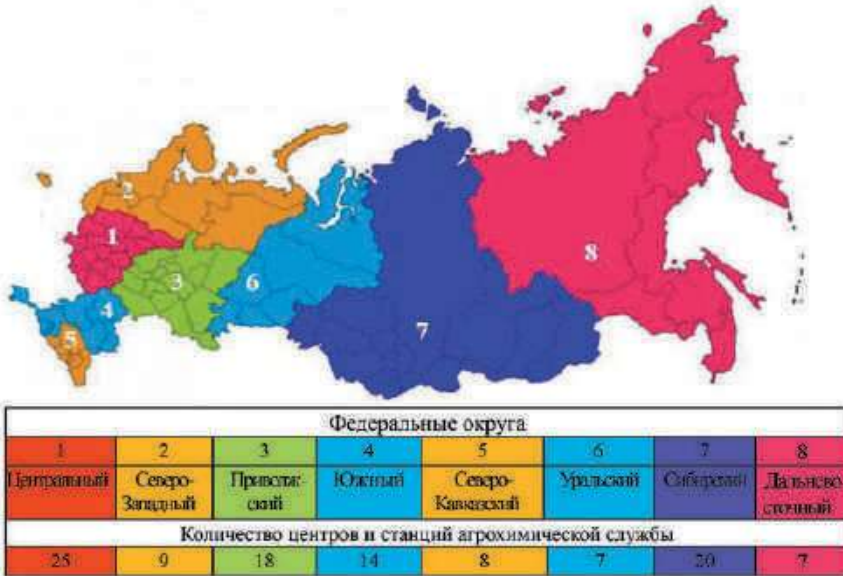 2
1
3
6
4
5
7
8
Федеральные округа
1 2 3 4 5 6 7 8
Центральный Северо- Приволж- Южный Северо- Уральский Сибирский Дальнево
Западный ский Кавказский сточный
Количество центров и станций агрохимической службы
25 9 18 14 8 7 20 7